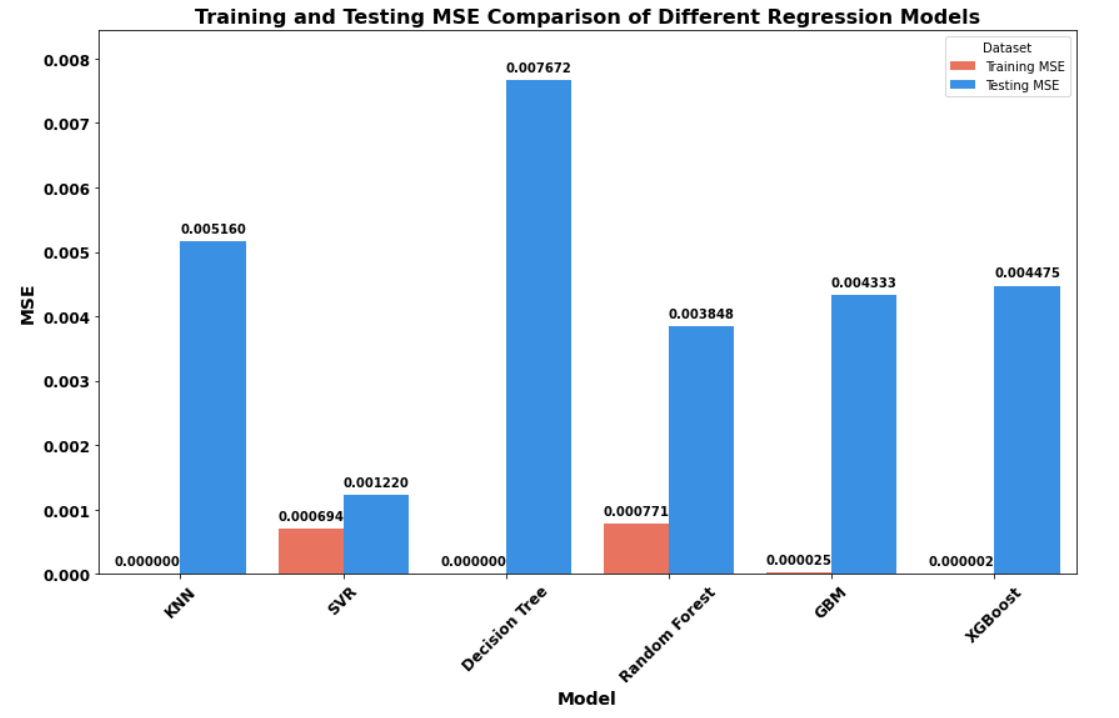 Training and Testing MSE Comparison of Different Regression Models
Dataset
Training MSE
Testing MSE
MSE
0.008
0.007
0.006
0.005
0.004
0.003
0.002
0.001
0.000
0.000000
0.005160
0.000694
0.001220
0.000000
0.007672
0.000771
0.003848
0.000025
0.004333
0.000002
0.004475
KNN
SVR
Decision Tree
Random Forest
GBM
XGBoost
Model